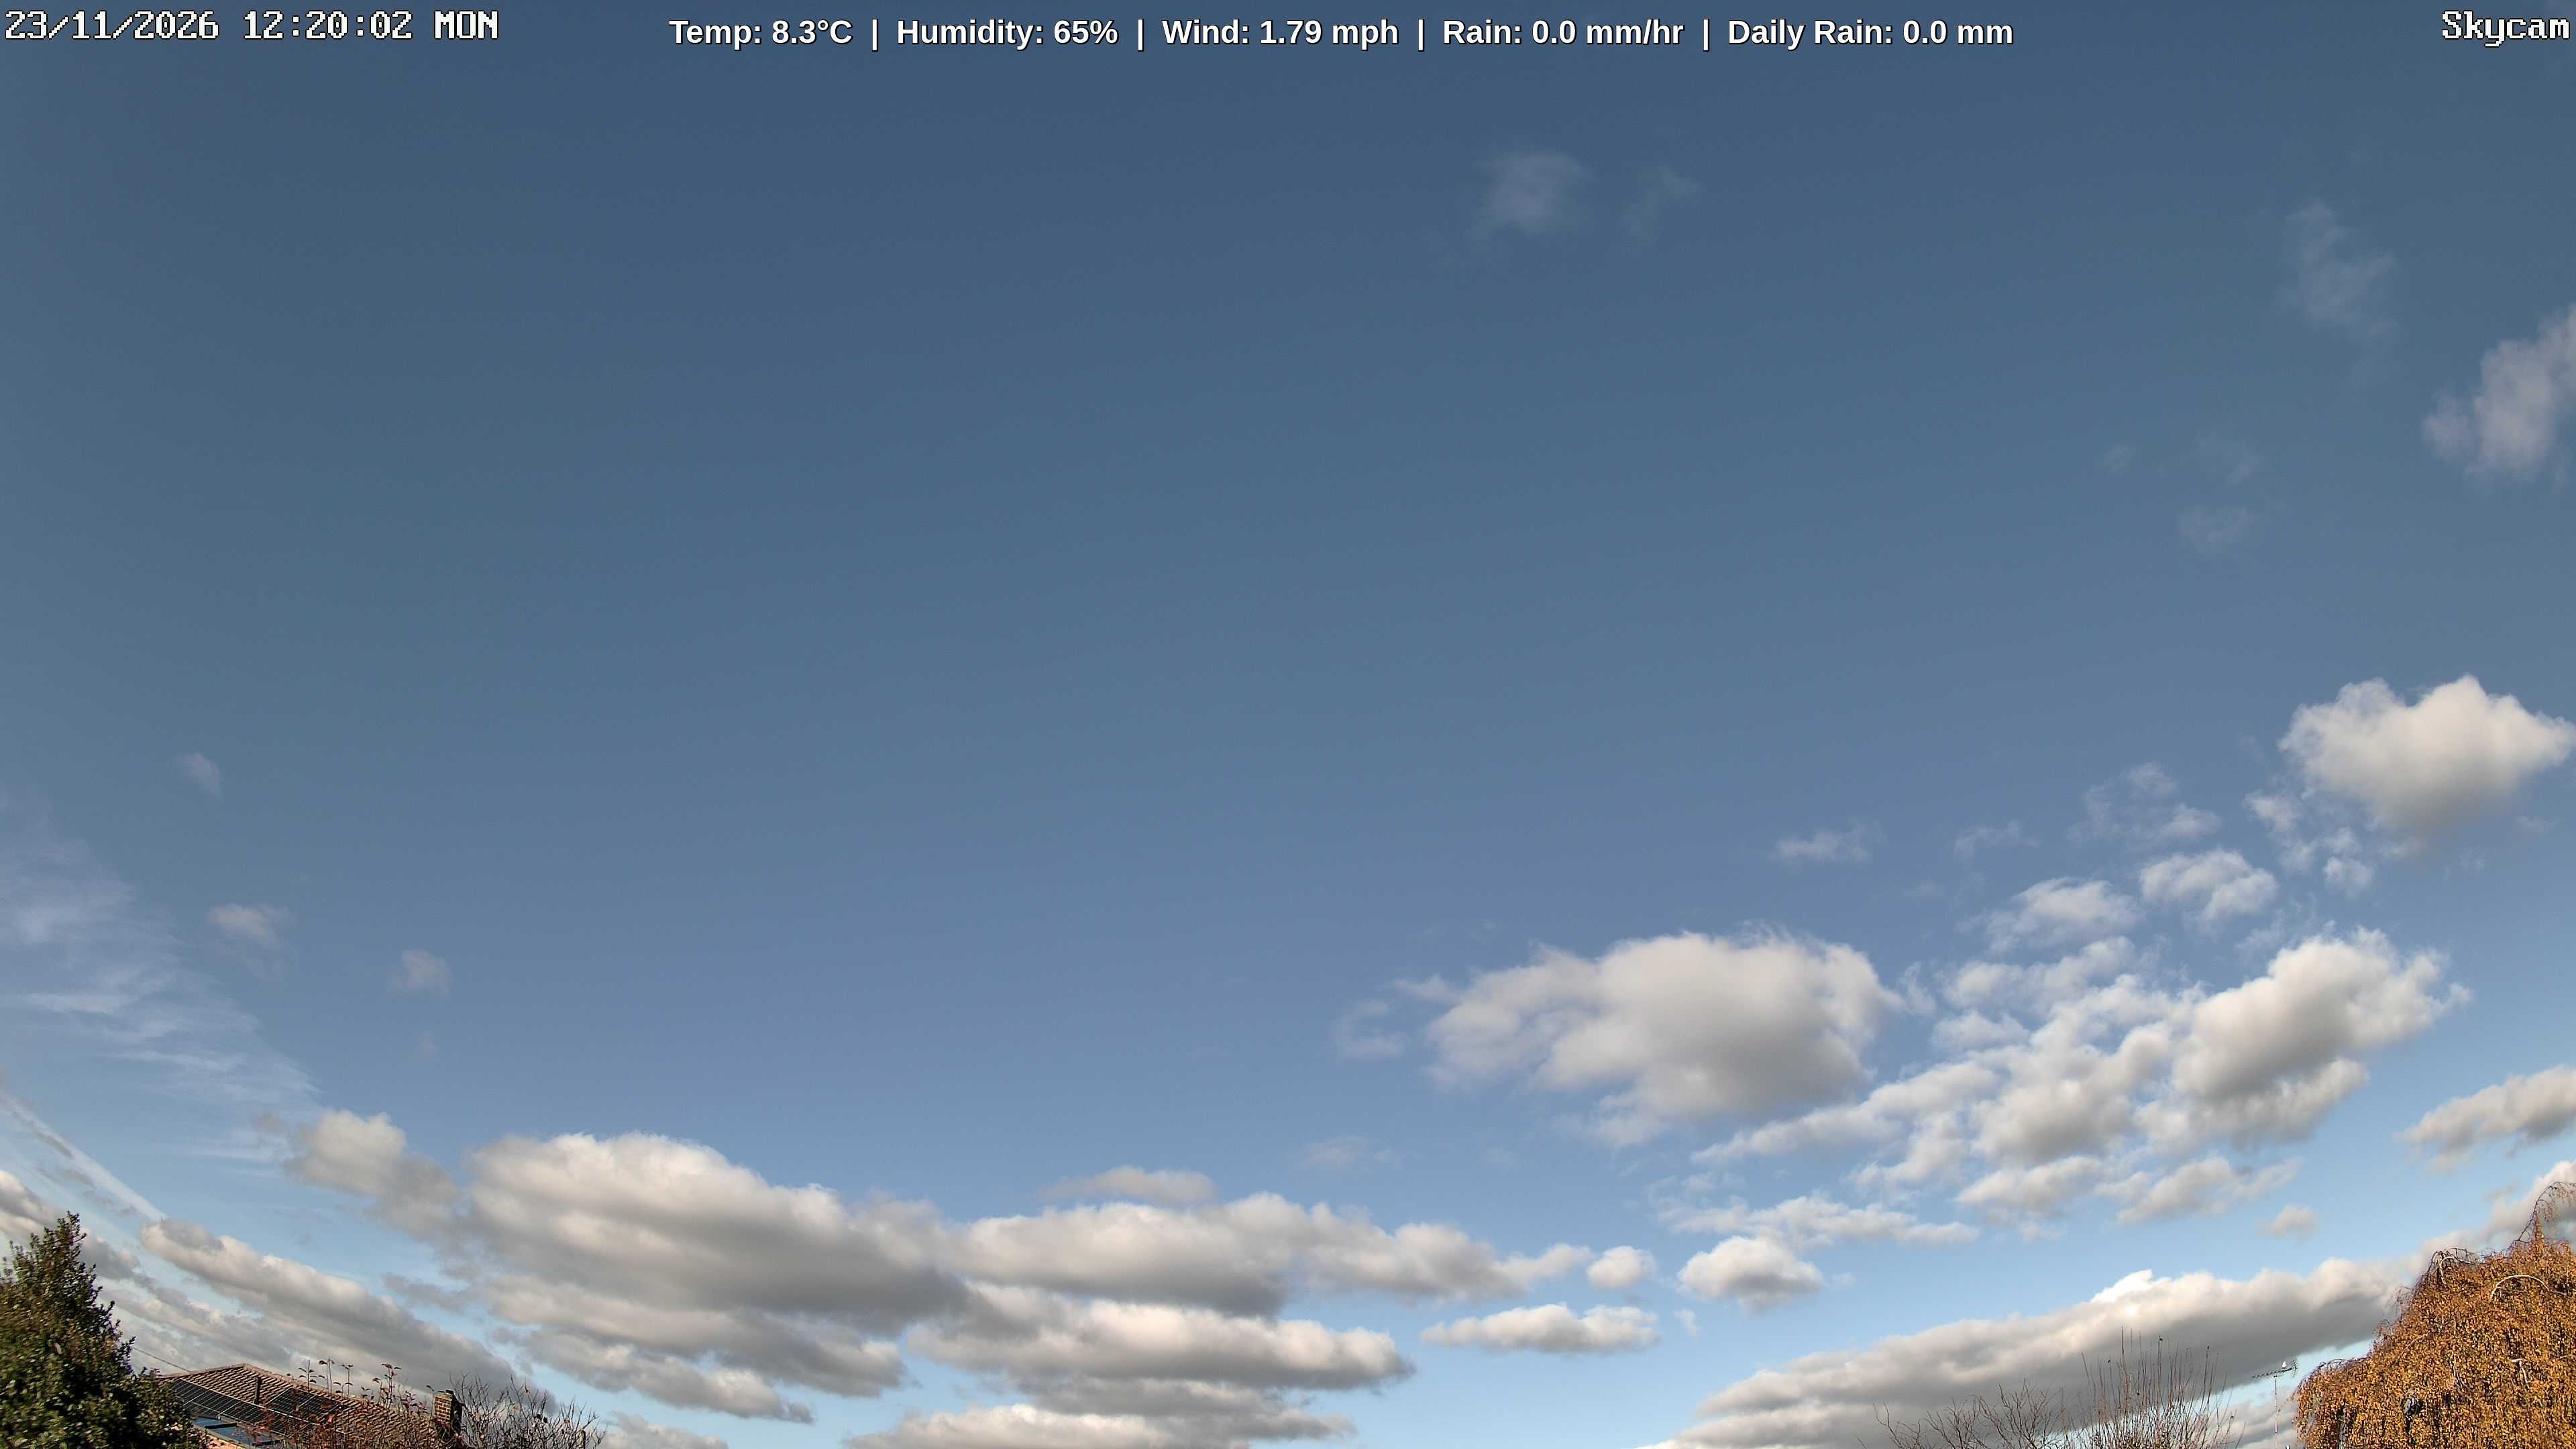 23/11/2026 12:20:02 MON
Temp: 8.3°C | Humidity: 65% | Wind: 1.79 mph | Rain: 0.0 mm/hr | Daily Rain: 0.0 mm
Skycam